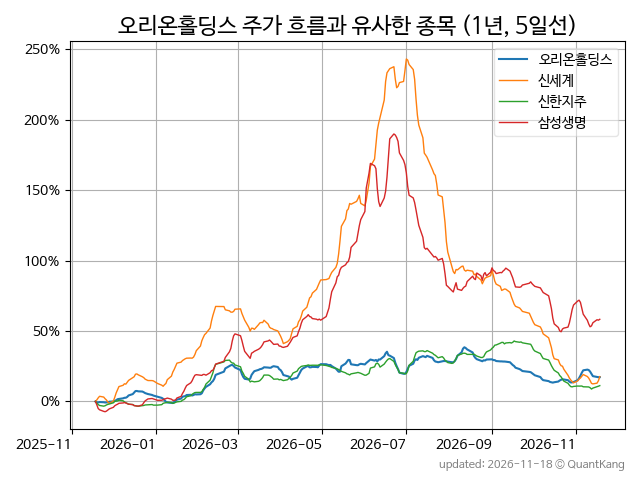 오리온홀딩스 주가 흐름과 유사한 종목 (1년, 5일선)
250%
200%
150%
100%
50%
0%
오리온홀딩스
신세계
신한지주
삼성생명
2025-11 2026-01 2026-03 2026-05 2026-07 2026-09 2026-11
updated: 2026-11-18 © QuantKang